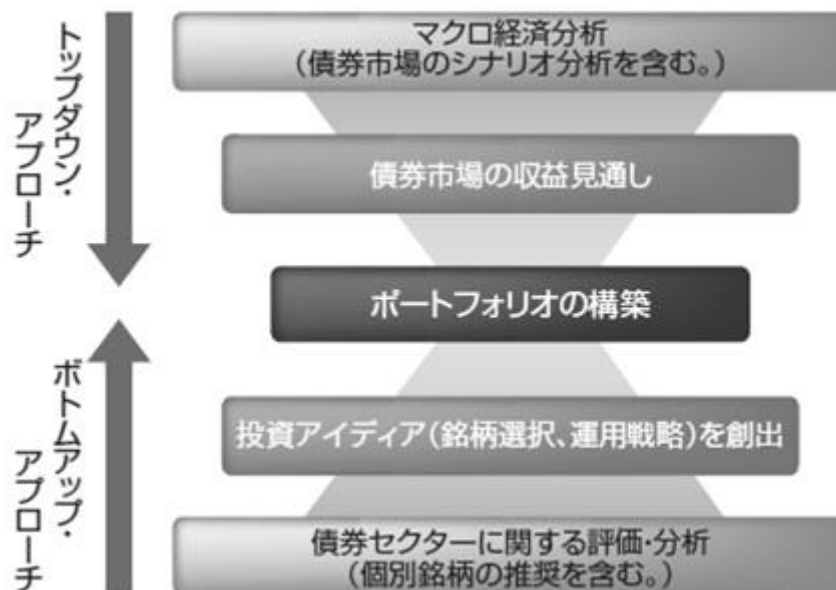 トップダウン・
アプローチ
マクロ経済分析
(債券市場のシナリオ分析を含む。)
債券市場の収益見通し
ポートフォリオの構築
ボトムアップ・
アプローチ
投資アイディア(銘柄選択、運用戦略)を創出
債券セクターに関する評価・分析
(個別銘柄の推奨を含む。)